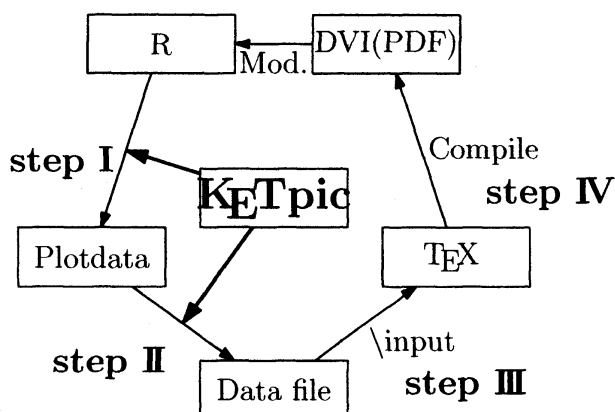 R
DVI(PDF)
Mod.
step I
Compile
KETpic
step IV
Plotdata
TEX
step II
\input
Data file
step III